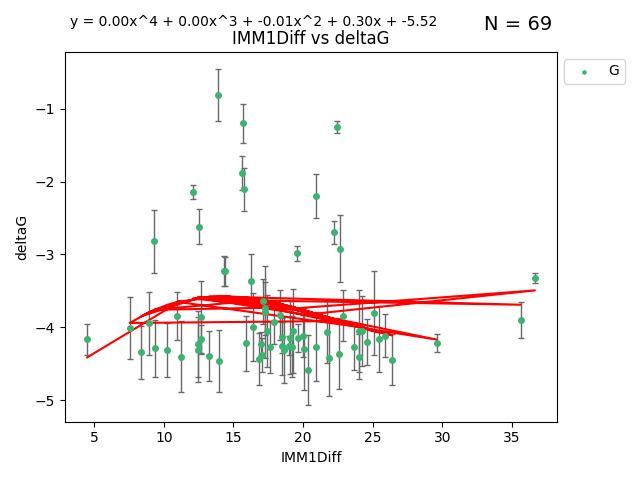 y = 0.00x^4 + 0.00x^3 + -0.01x^2 + 0.30x + -5.52
N = 69
IMM1Diff vs deltaG
G
deltaG
−1
−2
−3
−4
−5
5 10 15 20 25 30 35
IMM1Diff